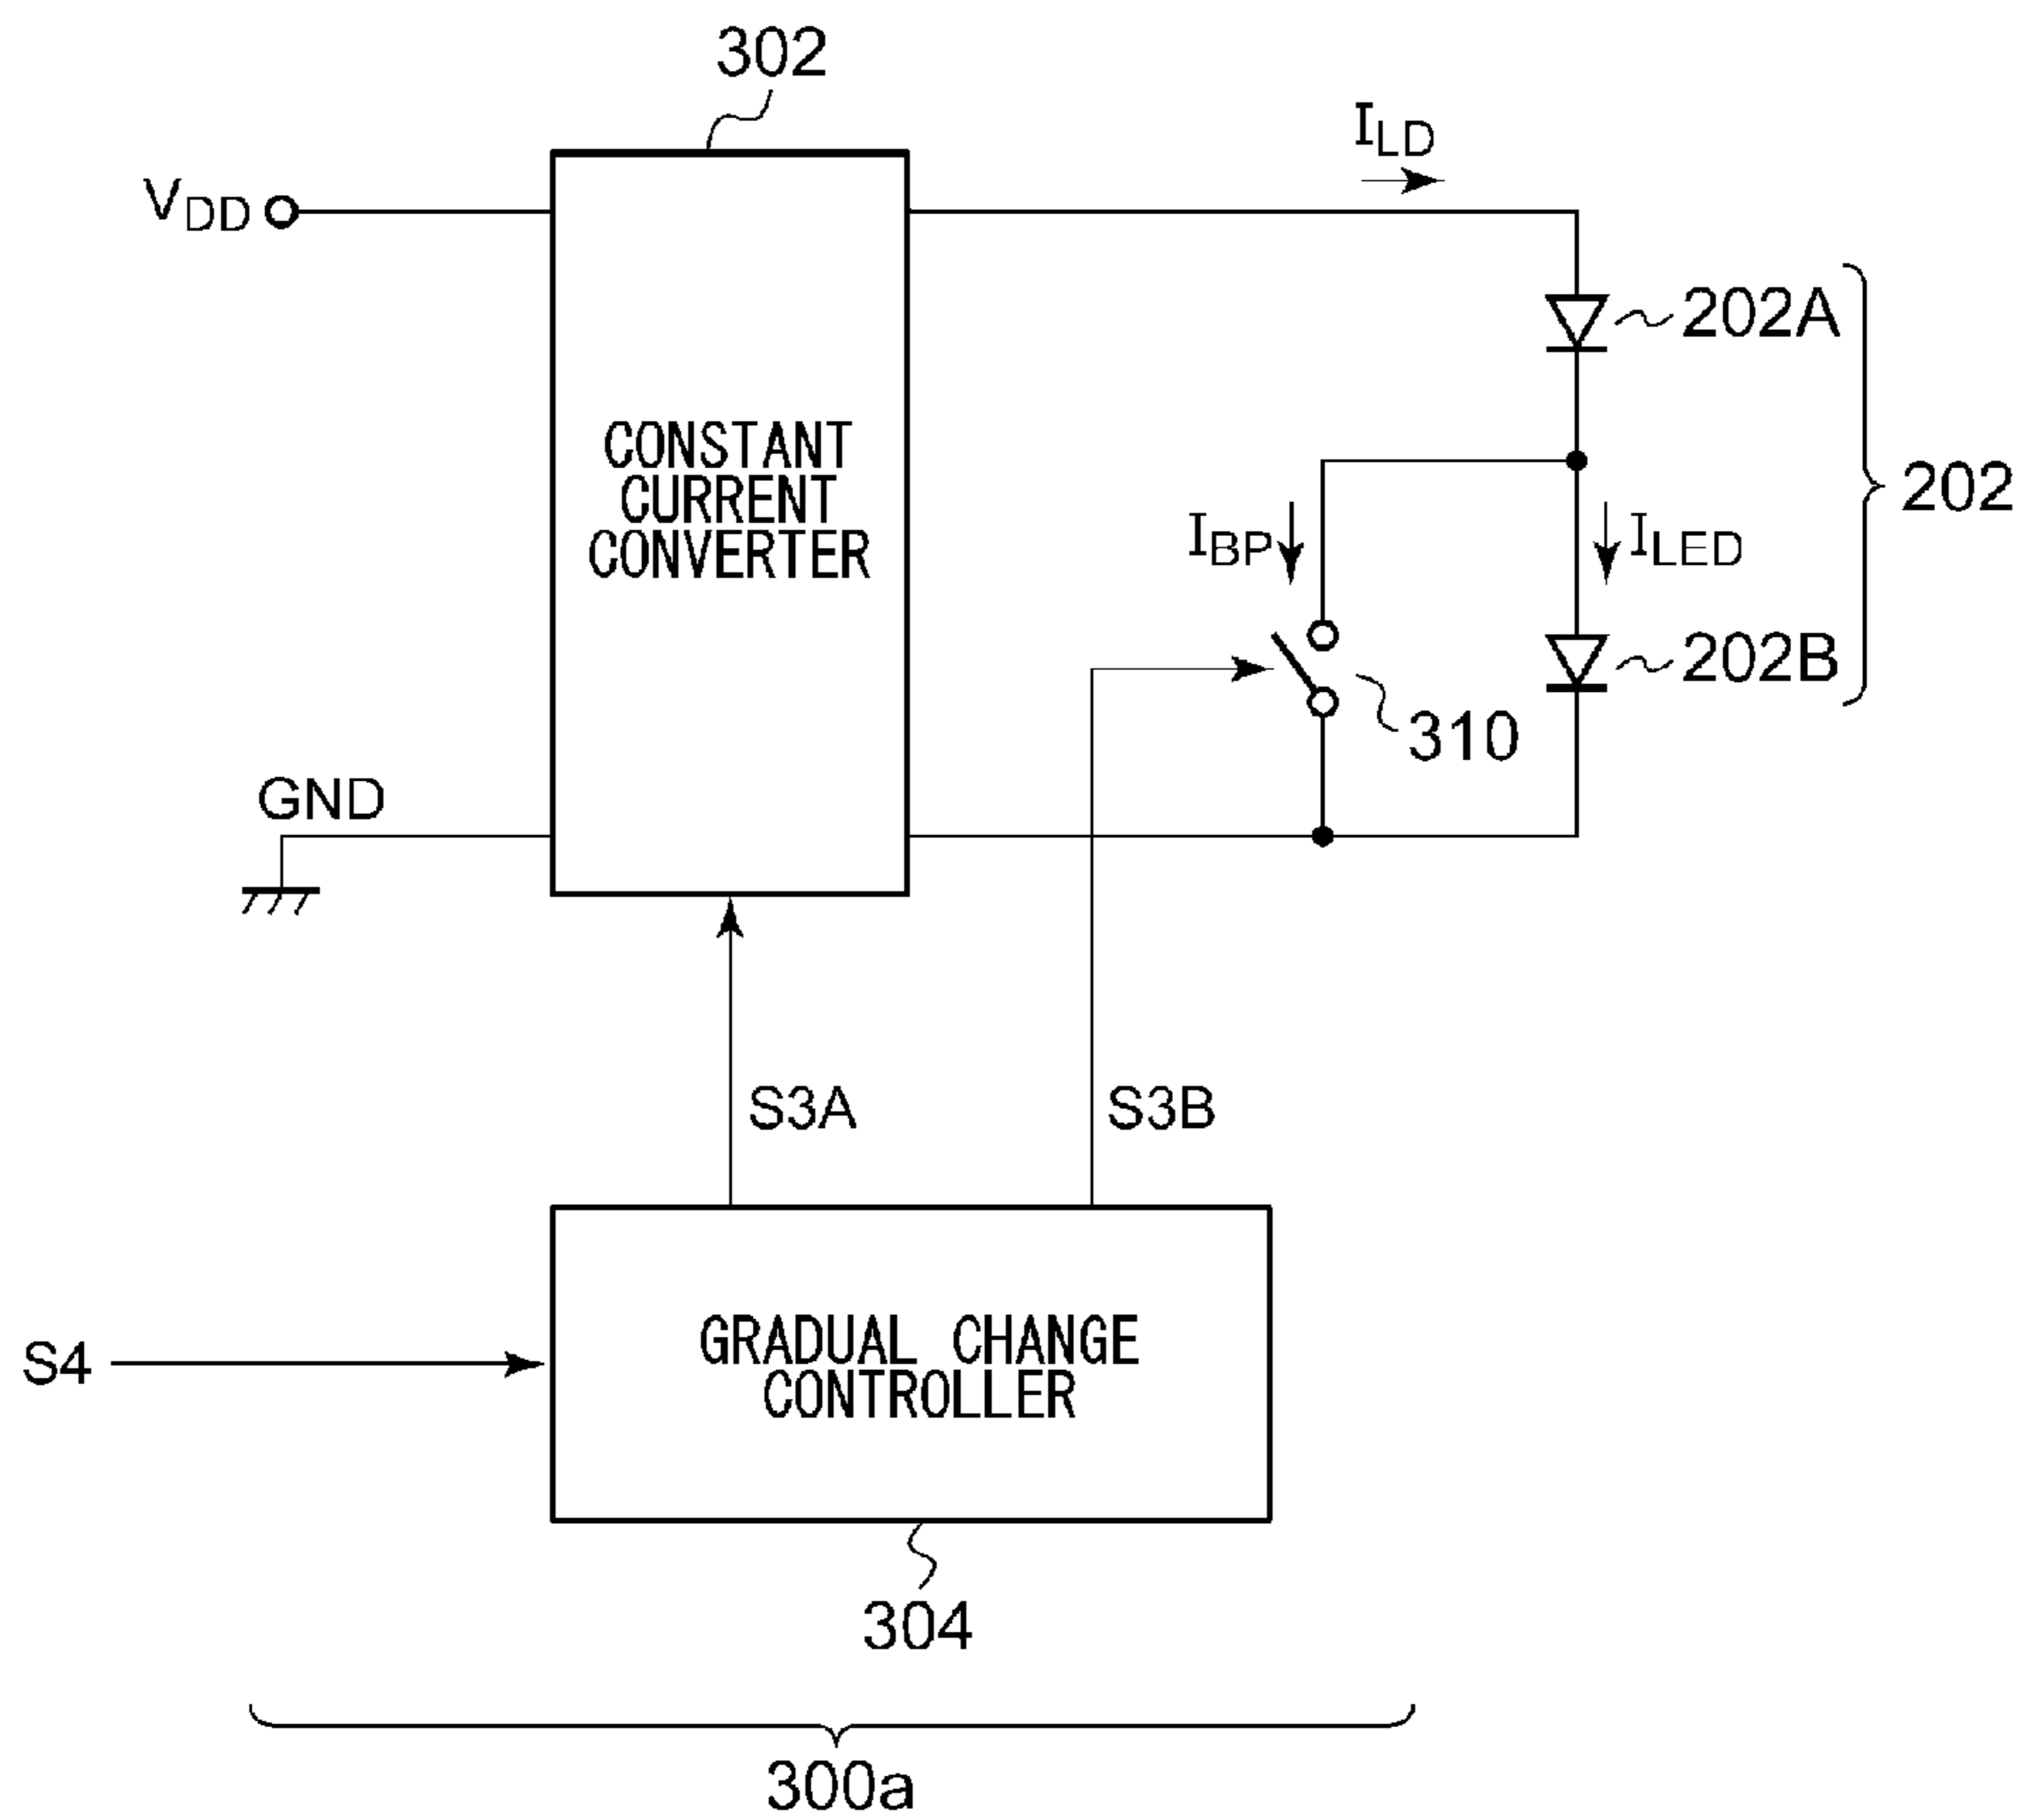 302
I_LD
V_DD
202A
CONSTANT
CURRENT
CONVERTER
202
I_BP
I_LED
202B
310
GND
S3A
S3B
S4
GRADUAL CHANGE
CONTROLLER
304
300a